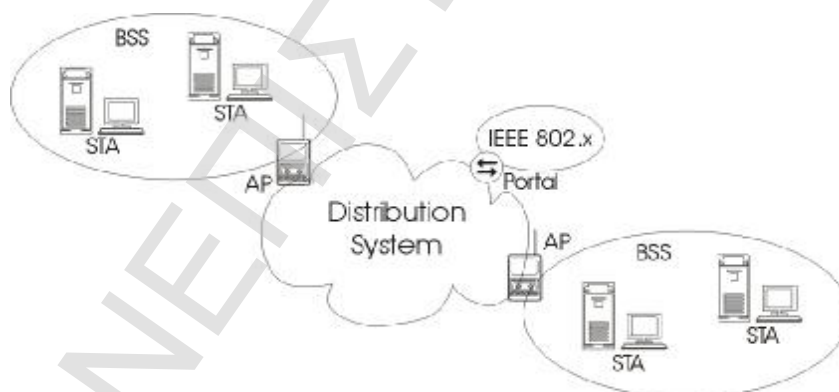 BSS
STA
STA
AP
IEEE 802.x
Portal
Distribution
System
AP
BSS
STA
STA